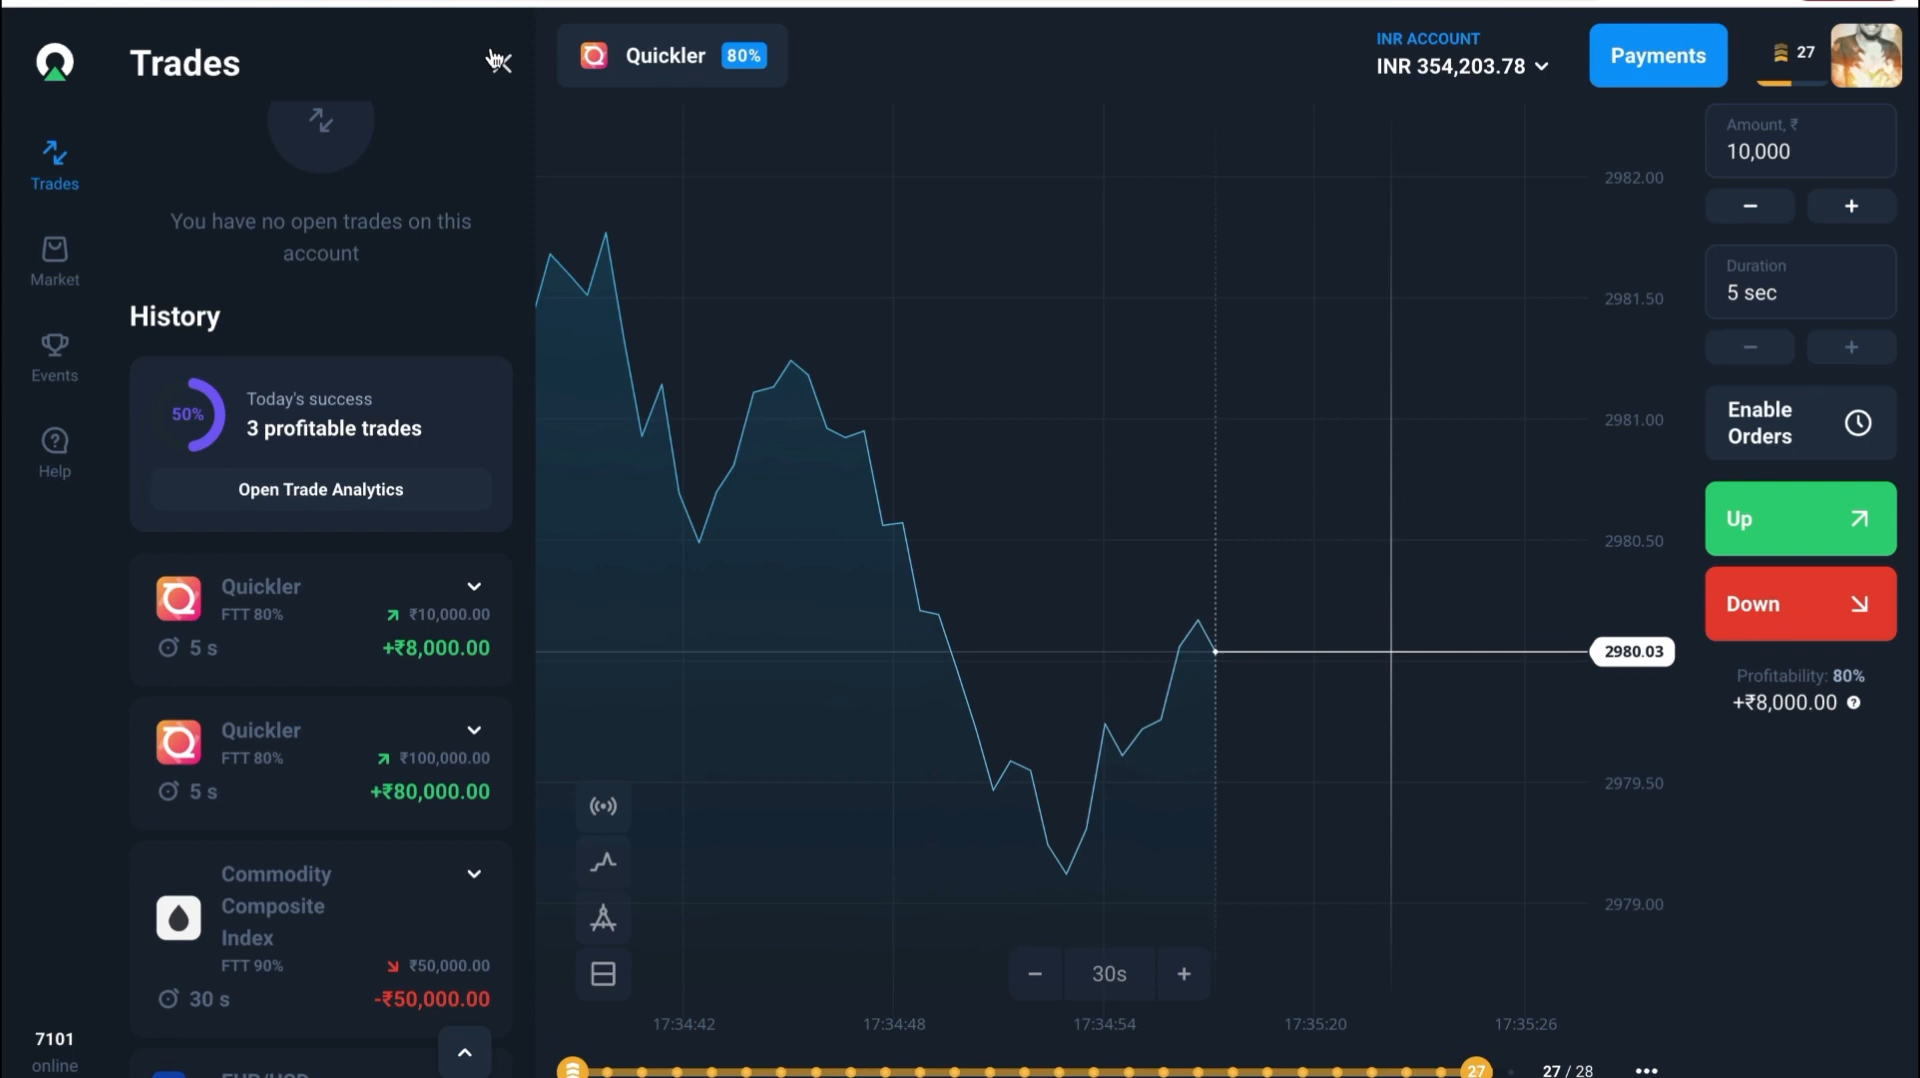 Trades
Quickler 80%
INR ACCOUNT
INR 354,203.78
Payments
27
Trades
Market
Events
Help
You have no open trades on this
account
History
50%
Today's success
3 profitable trades
Open Trade Analytics
Quickler
FTT 80% ₹10,000.00
5 s +₹8,000.00
Quickler
FTT 80% ₹100,000.00
5 s +₹80,000.00
Commodity
Composite
Index
FTT 90% ₹50,000.00
30 s -₹50,000.00
7101
online
2982.00
2981.50
2981.00
2980.50
2980.03
2979.50
2979.00
− 30s +
17:34:42 17:34:48 17:34:54 17:35:20 17:35:26
27 27 / 28
Amount, ₹
10,000
− +
Duration
5 sec
− +
Enable
Orders
Up
Down
Profitability: 80%
+₹8,000.00 ?